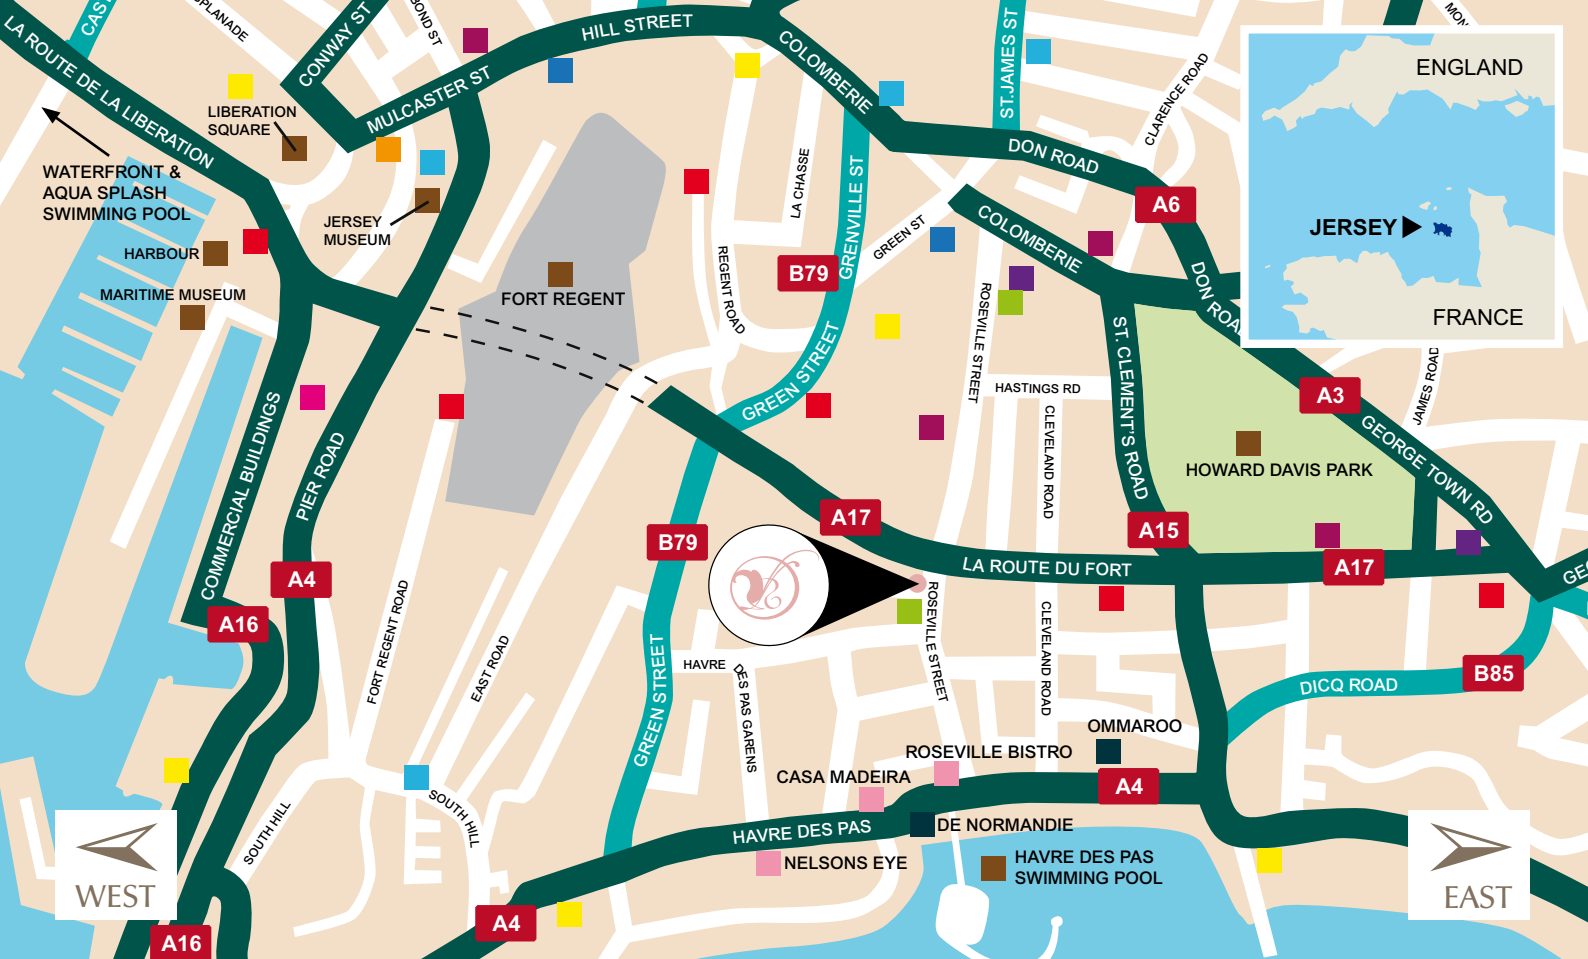 ESPLANADE
CAST
BOND ST
MON
LA ROUTE DE LA LIBERATION
CONWAY ST
HILL STREET
MULCASTER ST
COLOMBERIE
ST.JAMES ST
CLARENCE ROAD
ENGLAND
LIBERATION
SQUARE
WATERFRONT &
AQUA SPLASH
SWIMMING POOL
DON ROAD
A6
LA CHASSE
GRENVILLE ST
GREEN ST
COLOMBERIE
JERSEY
MUSEUM
JERSEY
HARBOUR
MARITIME MUSEUM
FORT REGENT
REGENT ROAD
B79
ROSEVILLE STREET
DON ROA
FRANCE
GREEN STREET
ST. CLEMENT'S ROAD
HASTINGS RD
A3
JAMES ROAD
CLEVELAND ROAD
COMMERCIAL BUILDINGS
PIER ROAD
HOWARD DAVIS PARK
GEORGE TOWN RD
A17
A15
B79
LA ROUTE DU FORT
A17
GEO
A4
A16
FORT REGENT ROAD
EAST ROAD
GREEN STREET
HAVRE
DES PAS GARENS
ROSEVILLE STREET
CLEVELAND ROAD
DICQ ROAD
B85
OMMAROO
ROSEVILLE BISTRO
CASA MADEIRA
A4
SOUTH HILL
SOUTH HILL
HAVRE DES PAS
DE NORMANDIE
NELSONS EYE
HAVRE DES PAS
SWIMMING POOL
WEST
EAST
A4
A16